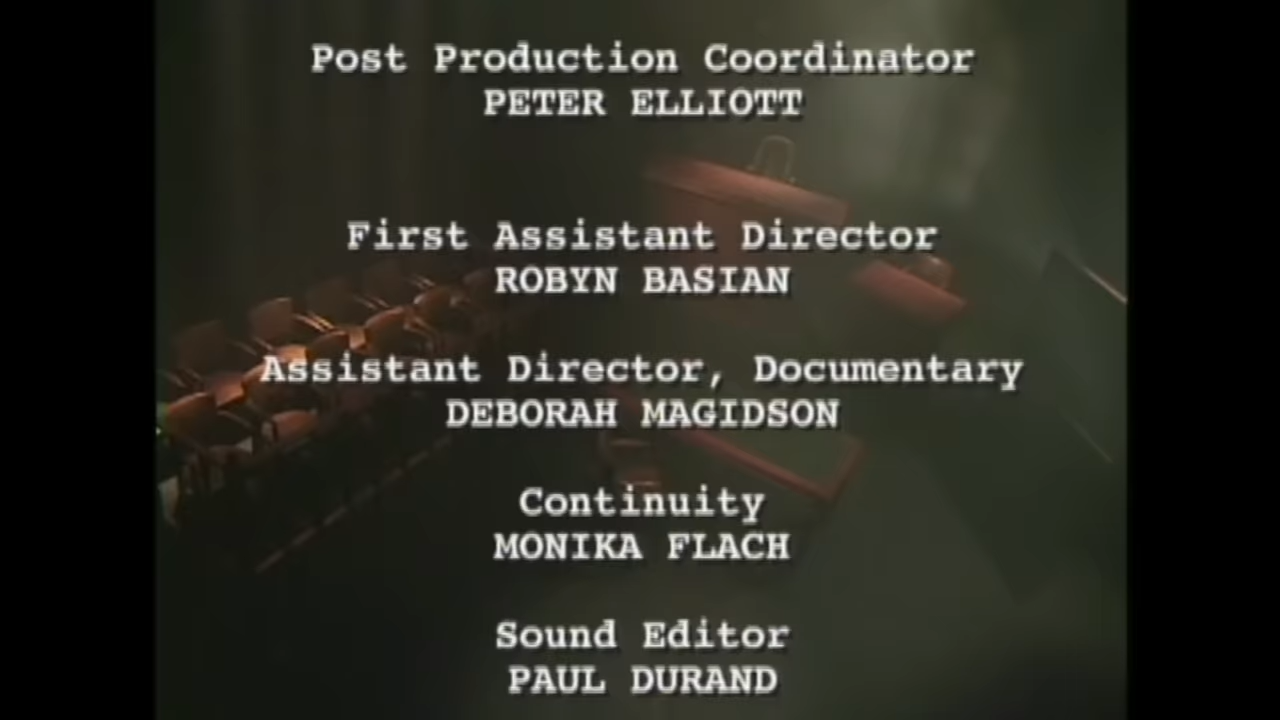 Post Production Coordinator
PETER ELLIOTT
First Assistant Director
ROBYN BASIAN
Assistant Director, Documentary
DEBORAH MAGIDSON
Continuity
MONIKA FLACH
Sound Editor
PAUL DURAND